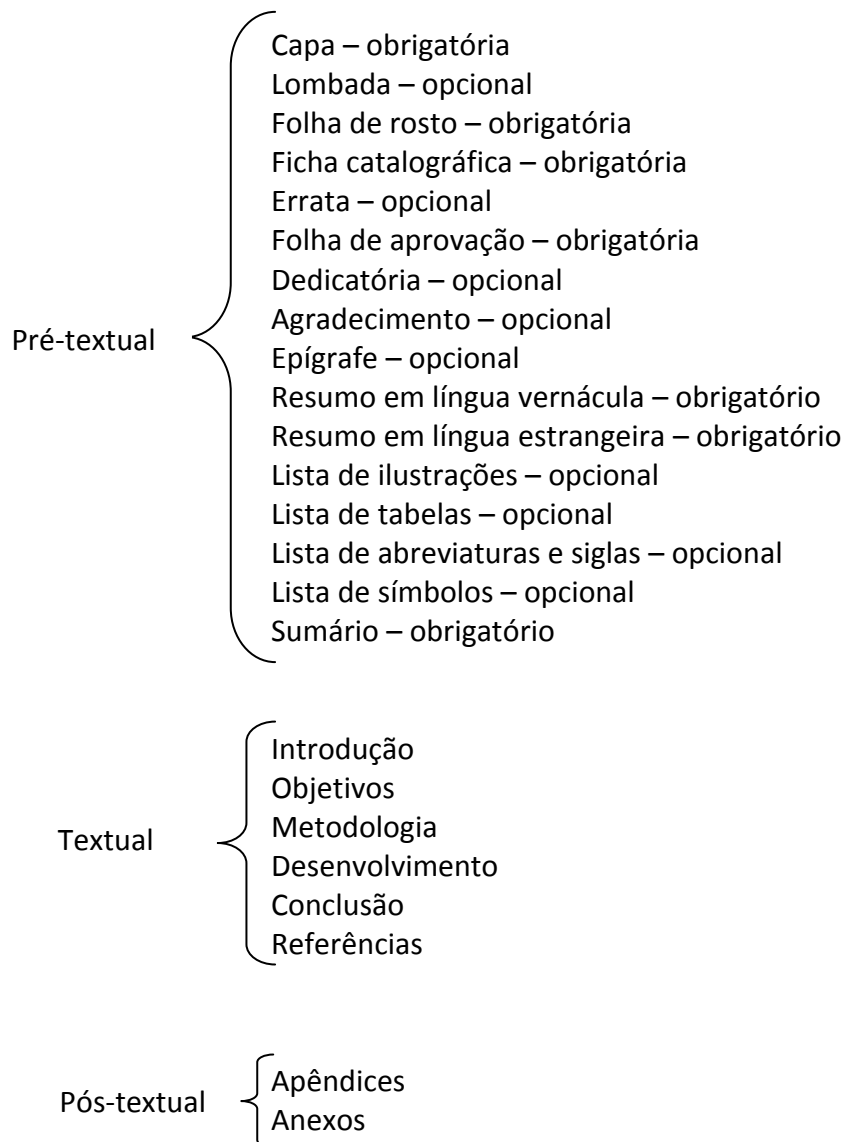 Pré-textual
Capa – obrigatória
Lombada – opcional
Folha de rosto – obrigatória
Ficha catalográfica – obrigatória
Errata – opcional
Folha de aprovação – obrigatória
Dedicatória – opcional
Agradecimento – opcional
Epígrafe – opcional
Resumo em língua vernácula – obrigatório
Resumo em língua estrangeira – obrigatório
Lista de ilustrações – opcional
Lista de tabelas – opcional
Lista de abreviaturas e siglas – opcional
Lista de símbolos – opcional
Sumário – obrigatório
Textual
Introdução
Objetivos
Metodologia
Desenvolvimento
Conclusão
Referências
Pós-textual
Apêndices
Anexos